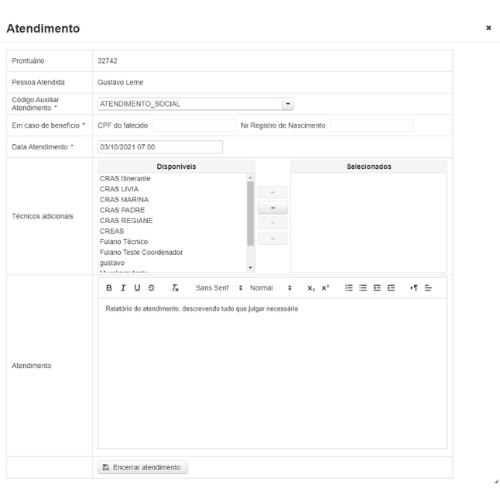 Atendimento
Prontuário 32742
Pessoa Atendida Gustavo Leme
Código Auxiliar
Atendimento * ATENDIMENTO_SOCIAL
Em caso de benefício * CPF do falecido Nr Registro de Nascimento
Data Atendimento * 03/10/2021 07:00
Disponíveis Selecionados
CRAS Itinerante
CRAS LIVIA
CRAS MARINA
CRAS PADRE
CRAS REGIANE
Técnicos adicionais
CREAS
Fulano Técnico
Fulano Teste Coordenador
gustavo
B I U S Tx Sans Serif Normal x₂ x²
Relatório do atendimento, descrevendo tudo que julgar necessário
Atendimento
Encerrar atendimento